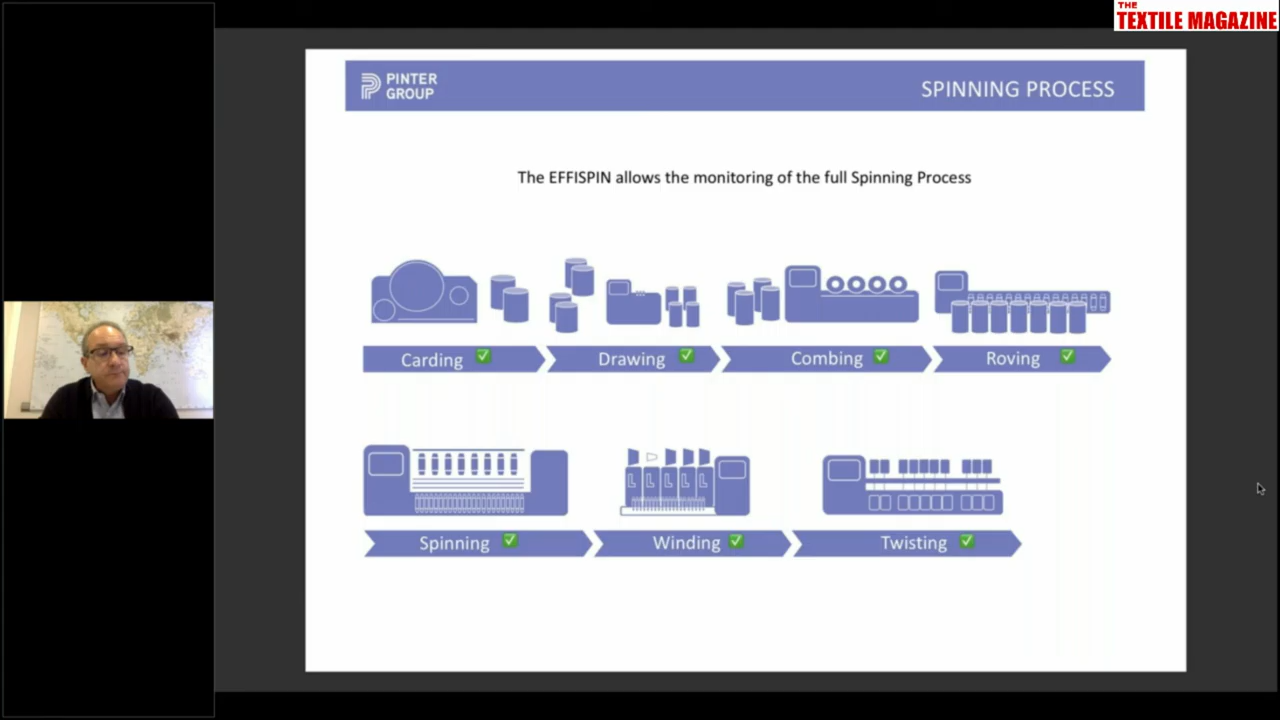 THE
TEXTILE MAGAZINE
PINTER
GROUP
SPINNING PROCESS
The EFFISPIN allows the monitoring of the full Spinning Process
Carding
Drawing
Combing
Roving
Spinning
Winding
Twisting